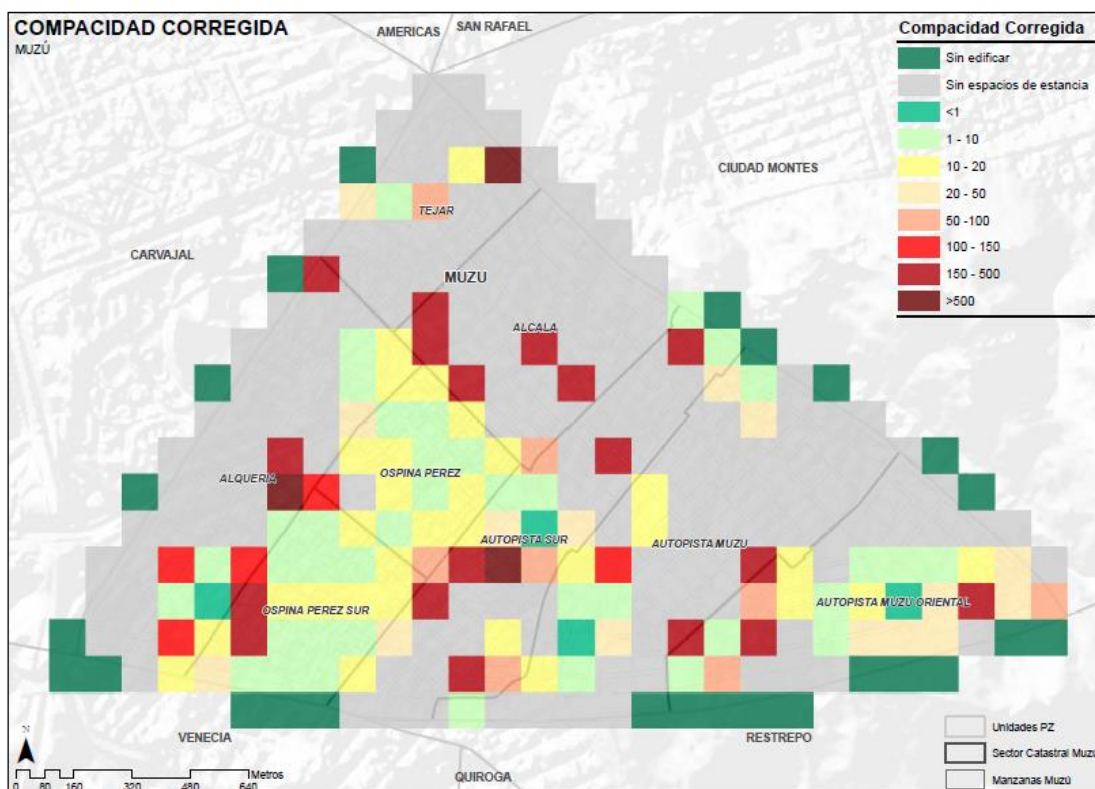 COMPACIDAD CORREGIDA
MUZÚ
AMERICAS
SAN RAFAEL
CIUDAD MONTES
TEJAR
CARVAJAL
MUZU
ALCALA
ALQUERIA
OSPINA PEREZ
AUTOPISTA SUR
AUTOPISTA MUZU
OSPINA PEREZ SUR
AUTOPISTA MUZU ORIENTAL
VENECIA
RESTREPO
QUIROGA
Compacidad Corregida
Sin edificar
Sin espacios de estancia
<1
1 - 10
10 - 20
20 - 50
50 -100
100 - 150
150 - 500
>500
N
0 80 160 320 480 640 Metros
Unidades PZ
Sector Catastral Muzú
Manzanas Muzú